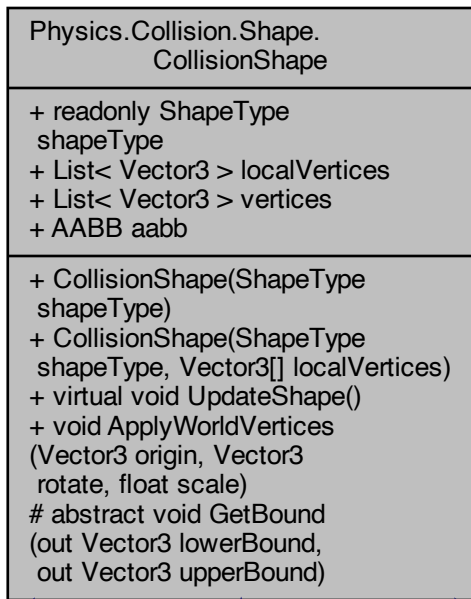 Physics.Collision.Shape.
CollisionShape
+ readonly ShapeType
shapeType
+ List< Vector3 > localVertices
+ List< Vector3 > vertices
+ AABB aabb
+ CollisionShape(ShapeType
shapeType)
+ CollisionShape(ShapeType
shapeType, Vector3[] localVertices)
+ virtual void UpdateShape()
+ void ApplyWorldVertices
(Vector3 origin, Vector3
rotate, float scale)
# abstract void GetBound
(out Vector3 lowerBound,
out Vector3 upperBound)